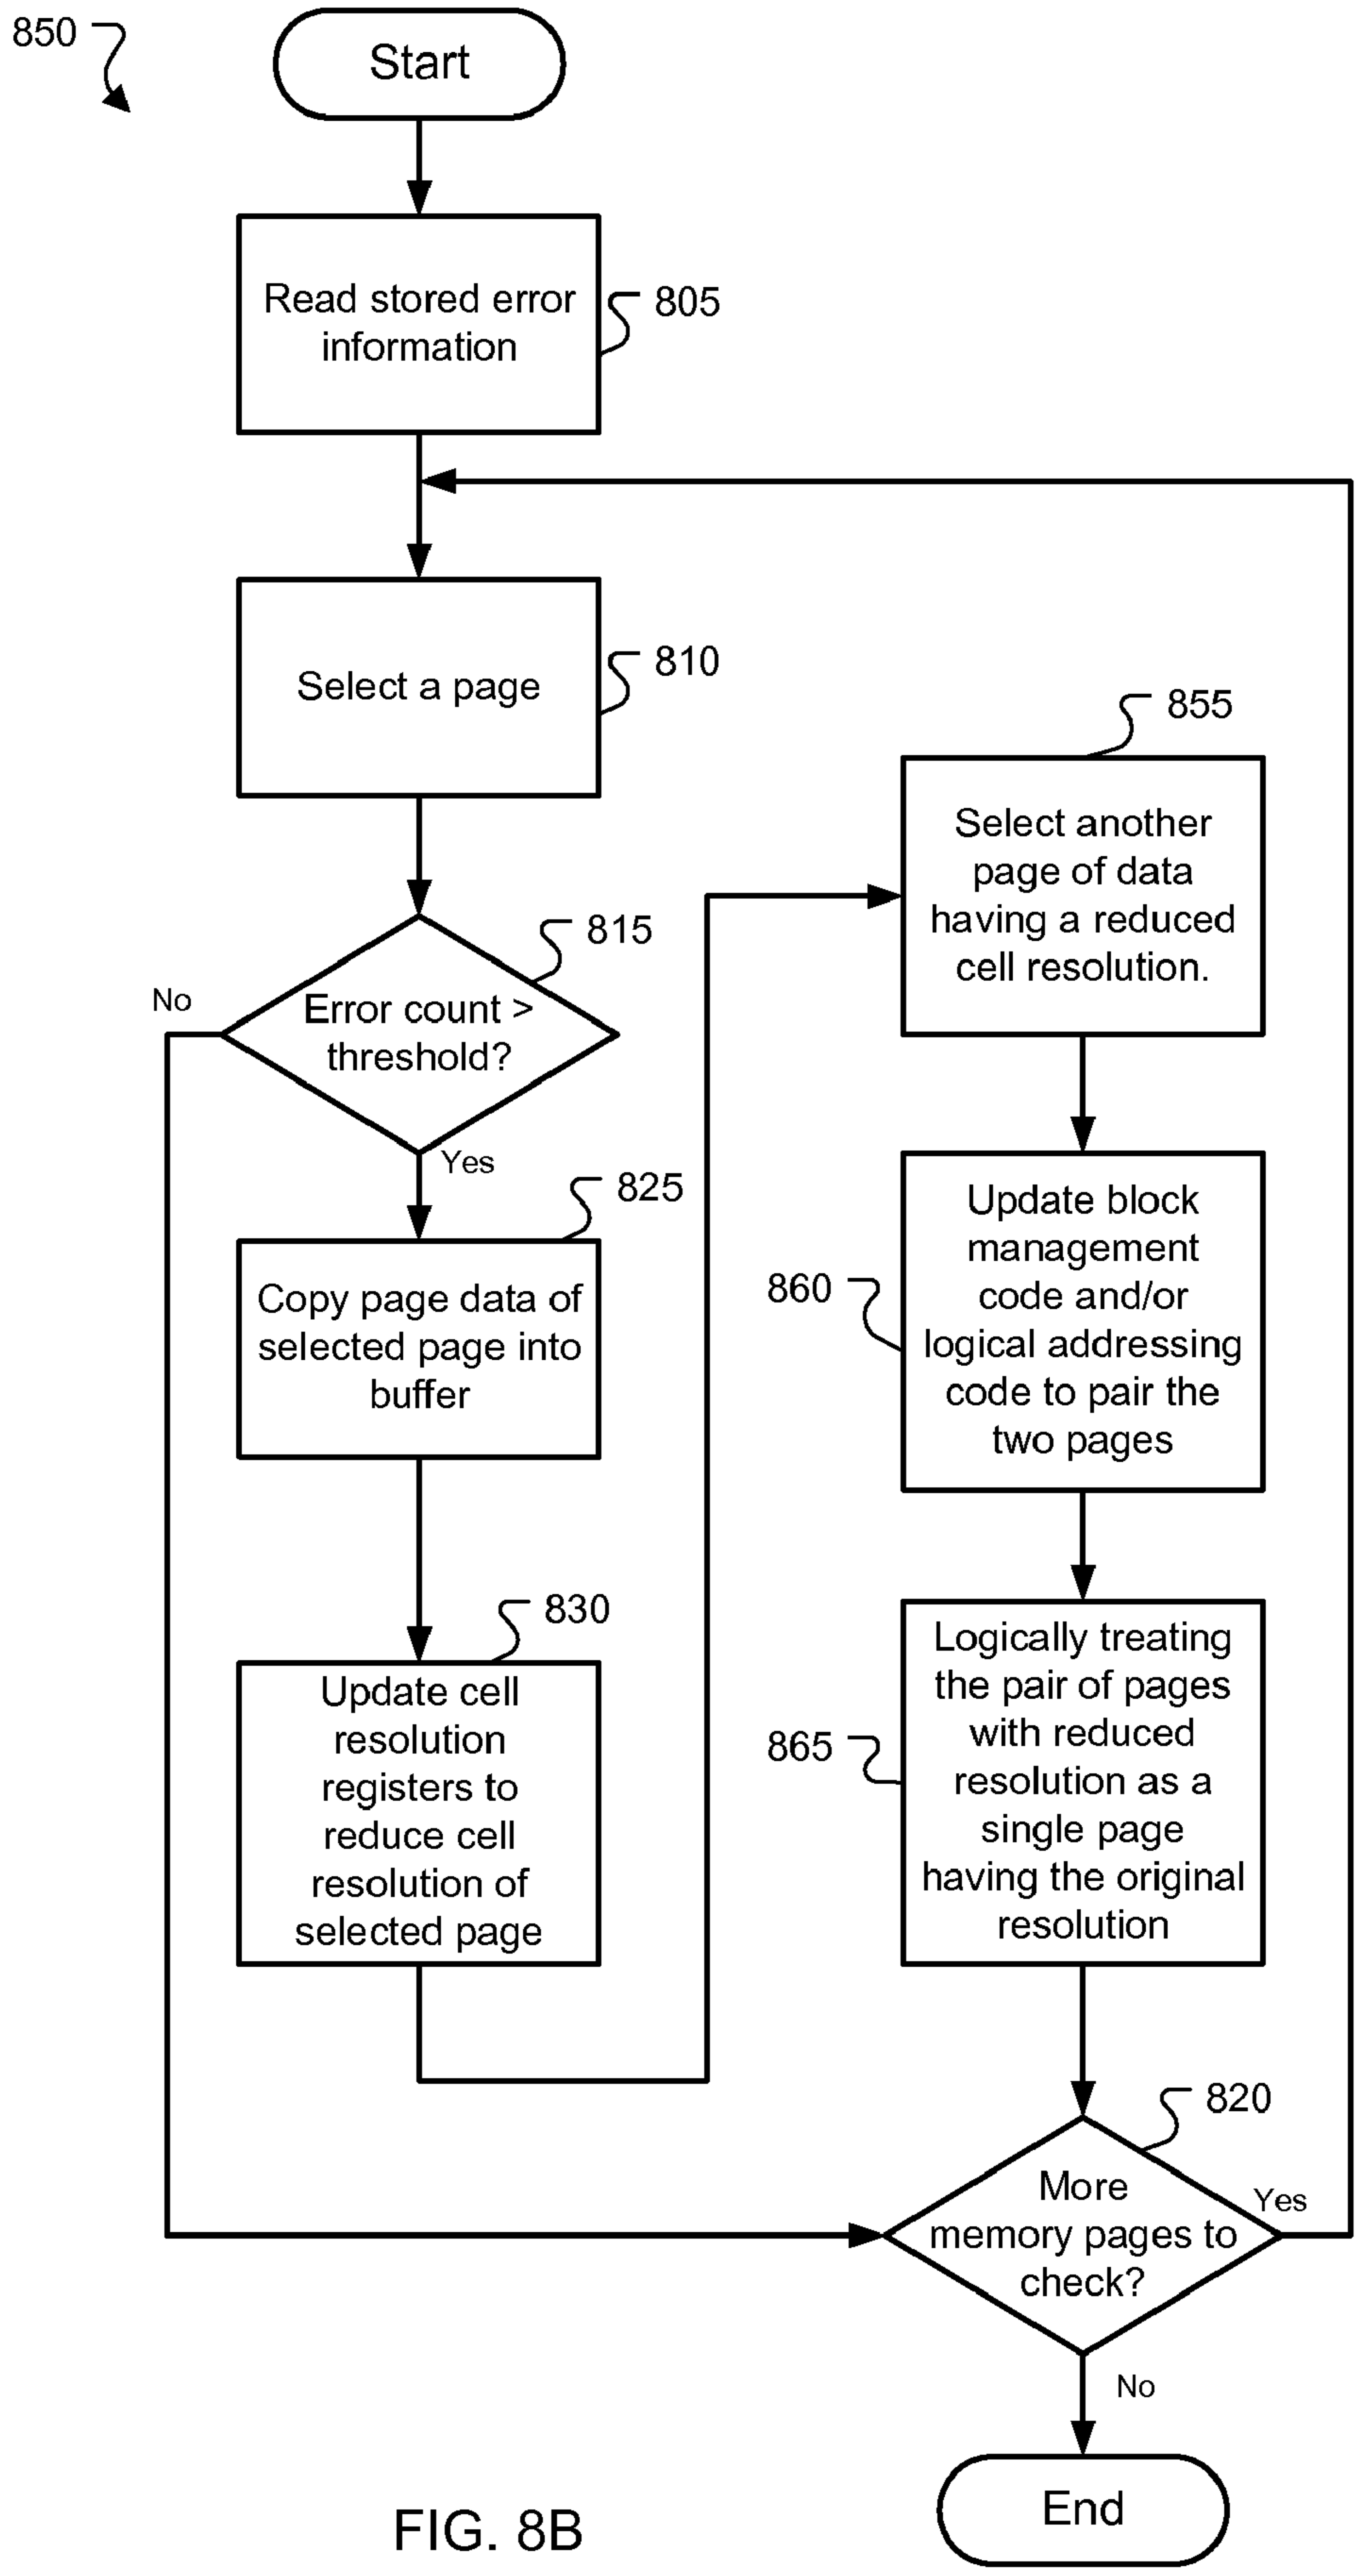 850
Start
Read stored error
information
805
Select a page
810
815
Error count >
threshold?
No
Yes
825
Copy page data of
selected page into
buffer
830
Update cell
resolution
registers to
reduce cell
resolution of
selected page
855
Select another
page of data
having a reduced
cell resolution.
860
Update block
management
code and/or
logical addressing
code to pair the
two pages
865
Logically treating
the pair of pages
with reduced
resolution as a
single page
having the original
resolution
820
More
memory pages to
check?
Yes
No
End
FIG. 8B